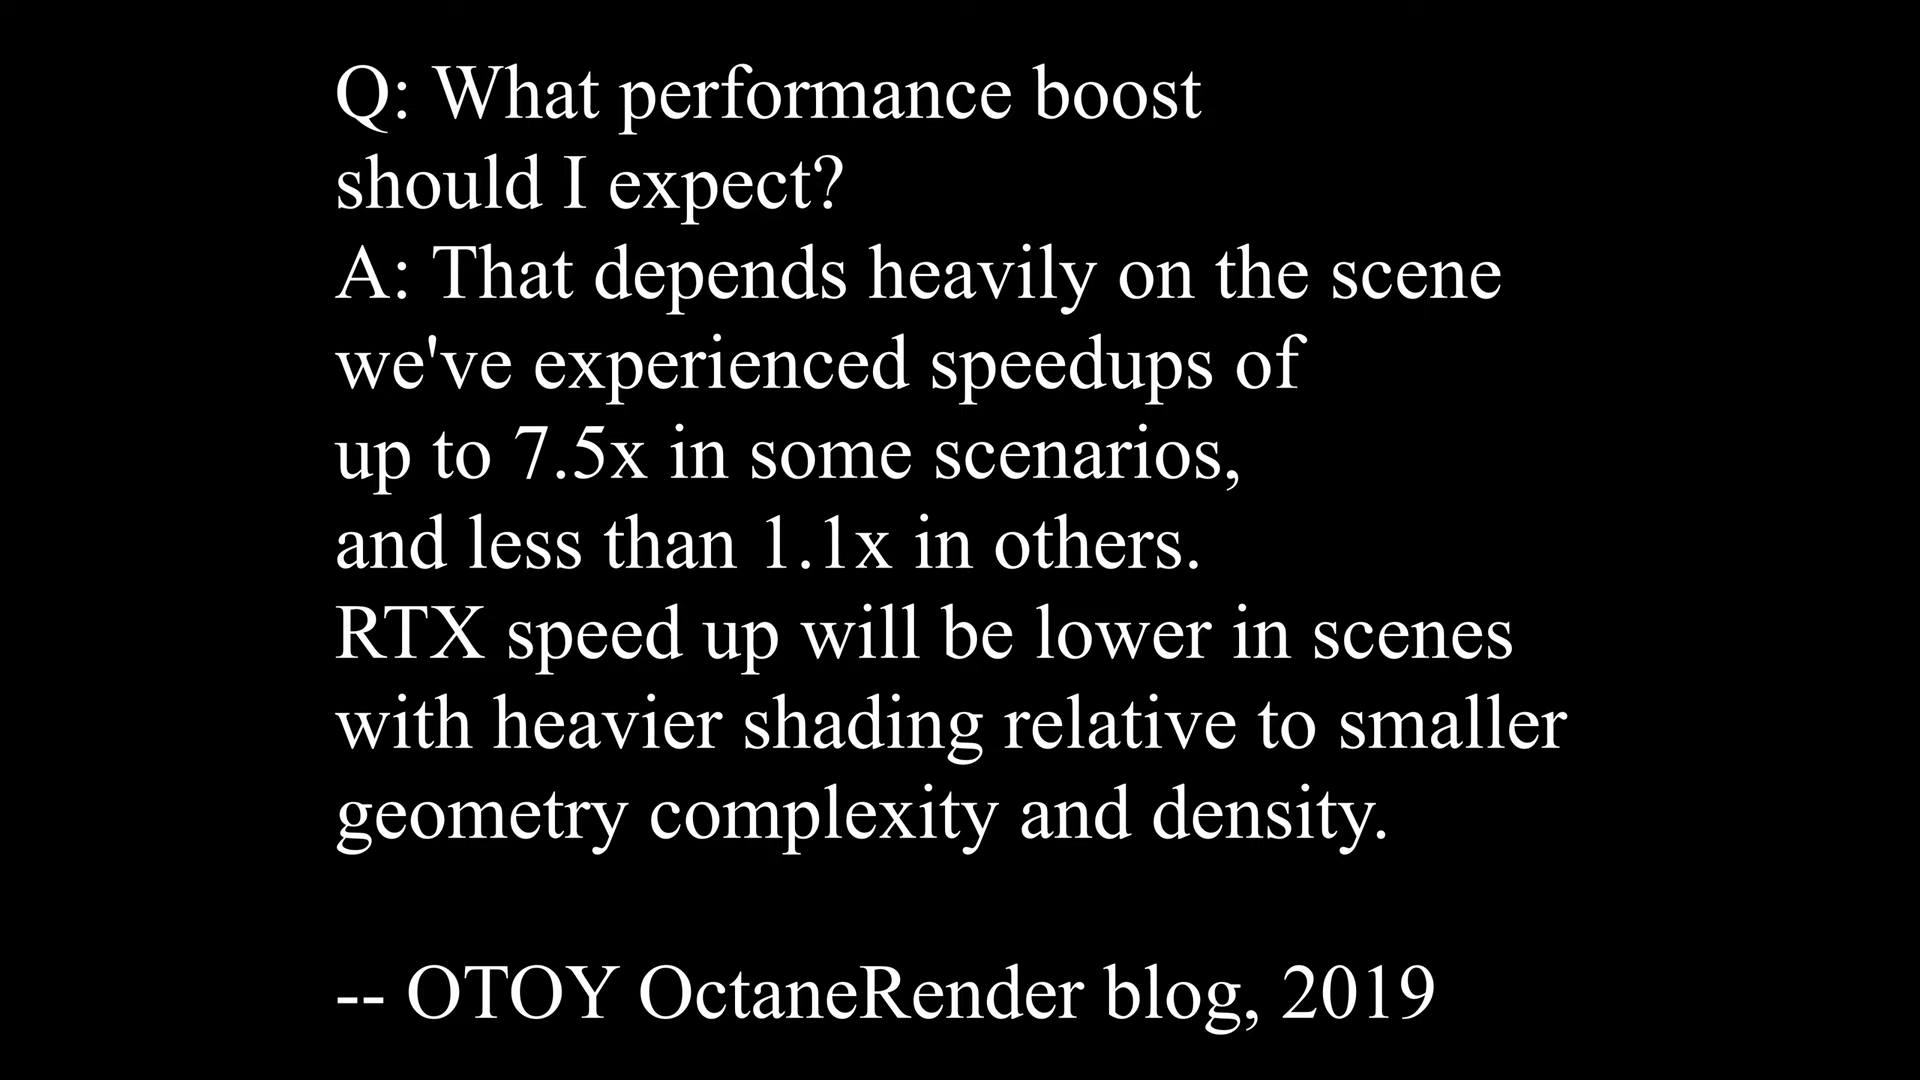 Q: What performance boost
should I expect?
A: That depends heavily on the scene
we've experienced speedups of
up to 7.5x in some scenarios,
and less than 1.1x in others.
RTX speed up will be lower in scenes
with heavier shading relative to smaller
geometry complexity and density.
-- OTOY OctaneRender blog, 2019